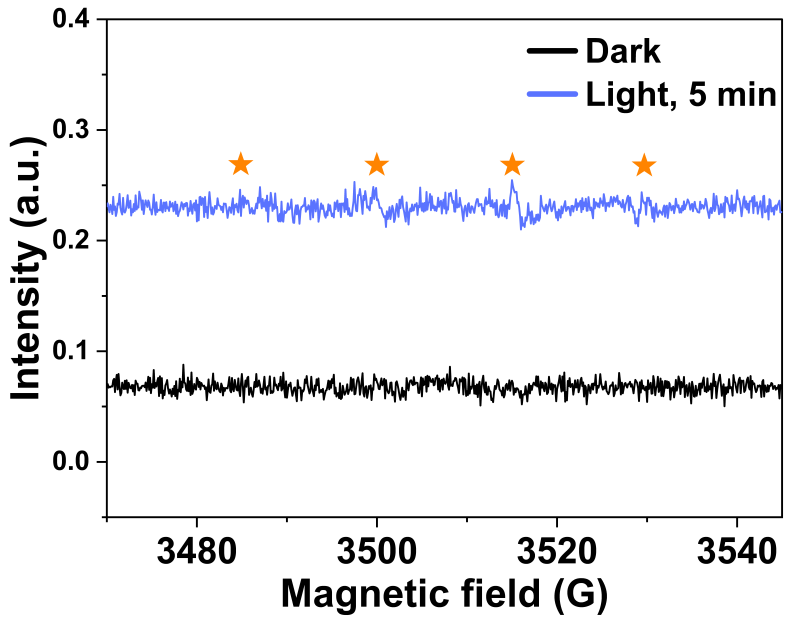 0.4
0.3
0.2
0.1
0.0
Intensity (a.u.)
Dark
Light, 5 min
3480 3500 3520 3540
Magnetic field (G)